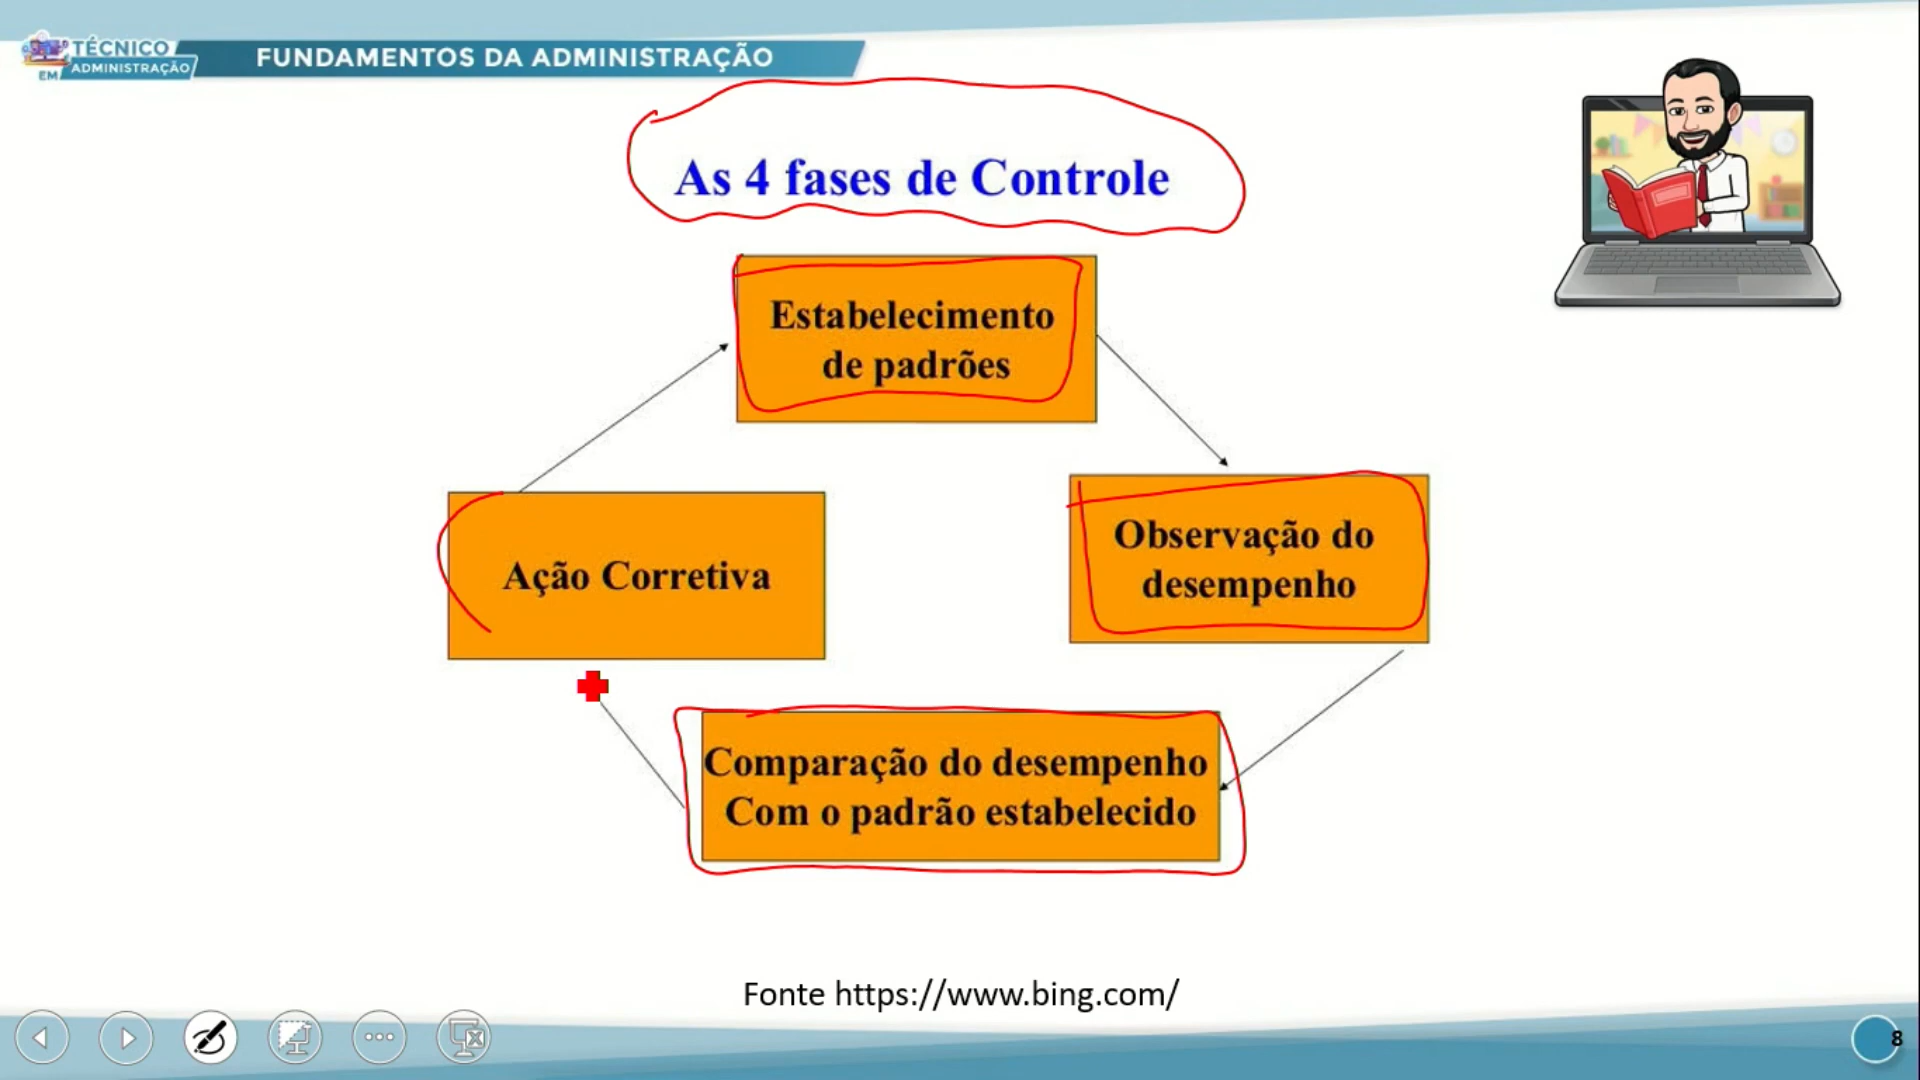 TÉCNICO
EM ADMINISTRAÇÃO
FUNDAMENTOS DA ADMINISTRAÇÃO
As 4 fases de Controle
Estabelecimento
de padrões
Observação do
desempenho
Ação Corretiva
Comparação do desempenho
Com o padrão estabelecido
Fonte https://www.bing.com/
8